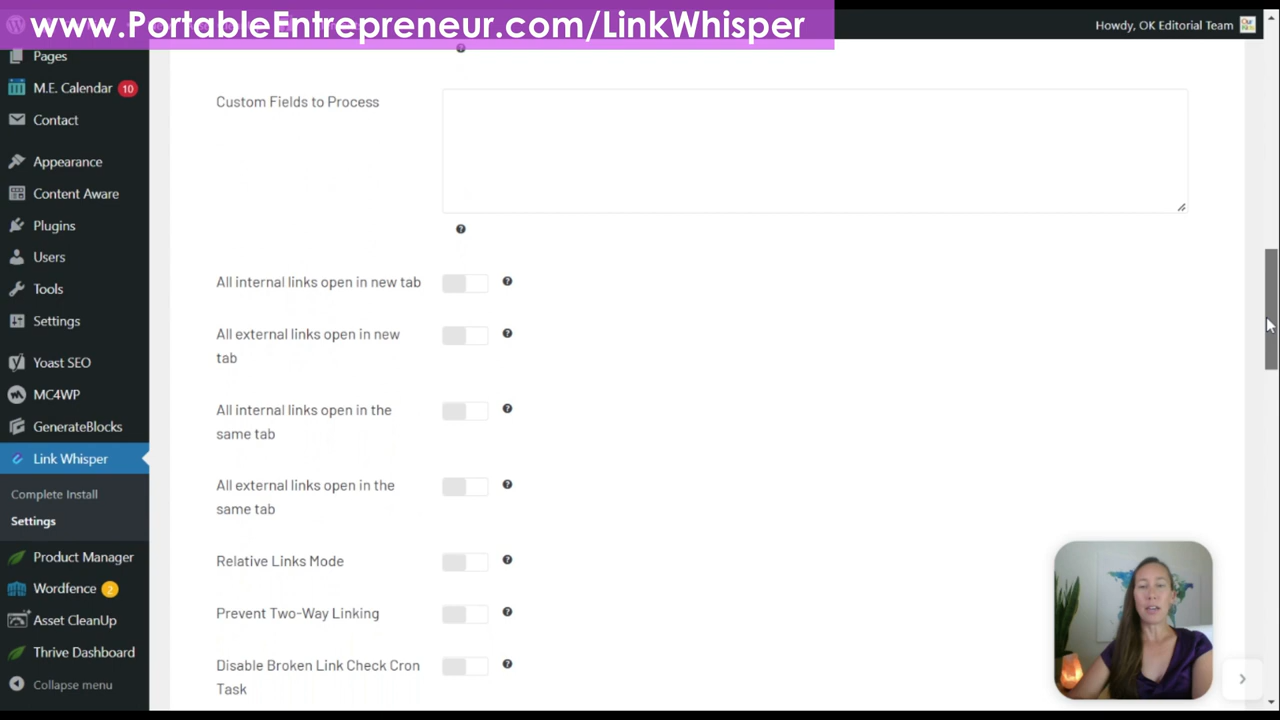 www.PortableEntrepreneur.com/LinkWhisper
Howdy, OK Editorial Team
Pages
M.E. Calendar 10
Contact
Appearance
Content Aware
Plugins
Users
Tools
Settings
Yoast SEO
MC4WP
GenerateBlocks
Link Whisper
Complete Install
Settings
Product Manager
Wordfence 2
Asset CleanUp
Thrive Dashboard
Collapse menu
Custom Fields to Process
All internal links open in new tab
All external links open in new
tab
All internal links open in the
same tab
All external links open in the
same tab
Relative Links Mode
Prevent Two-Way Linking
Disable Broken Link Check Cron
Task